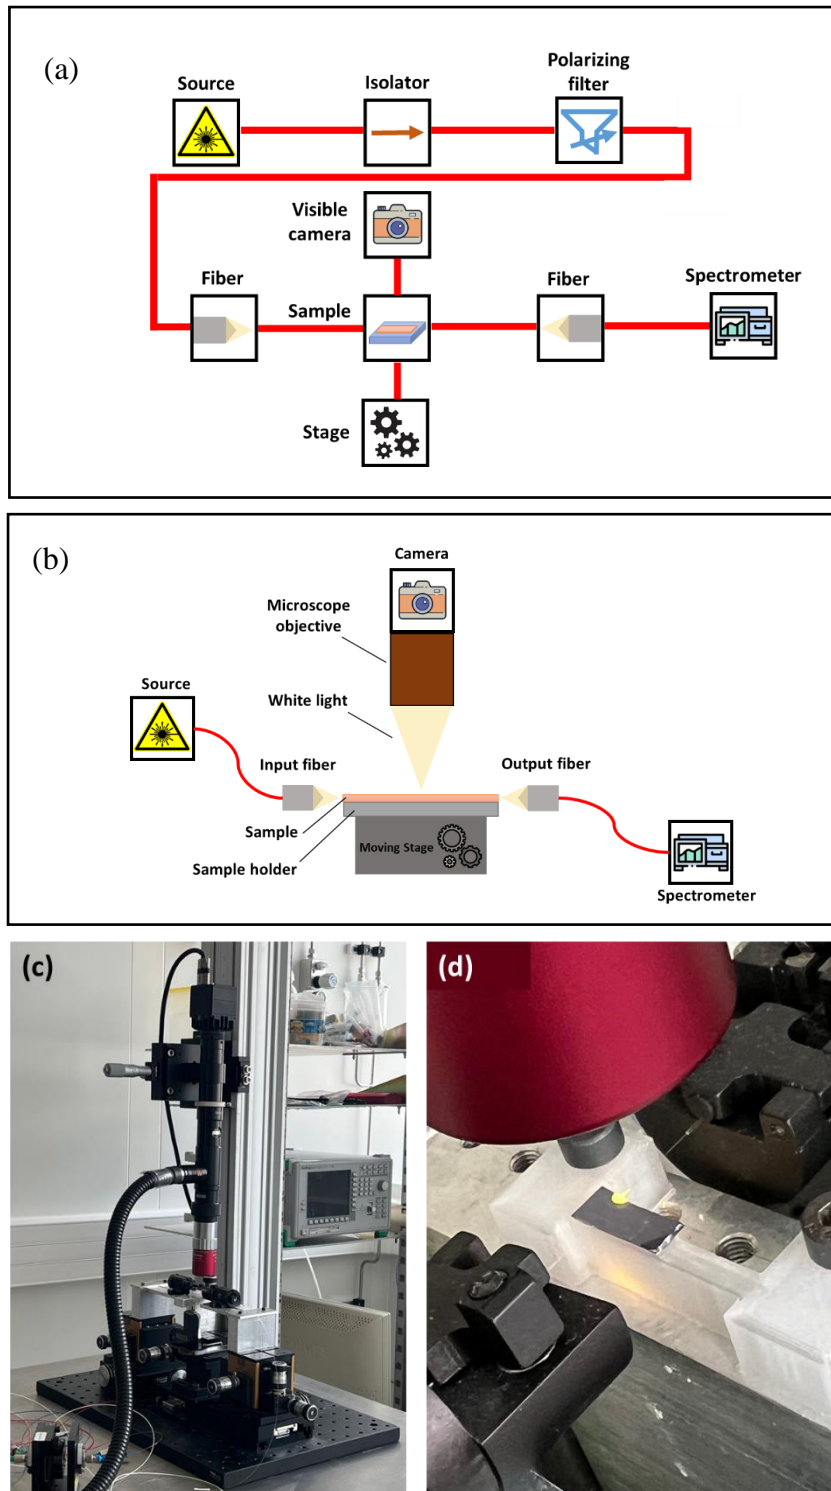 (a)
Source
Isolator
Polarizing
filter
Visible
camera
Fiber
Sample
Fiber
Spectrometer
Stage
(b)
Camera
Microscope
objective
Source
White light
Input fiber
Output fiber
Sample
Moving Stage
Sample holder
Spectrometer
(c)
(d)